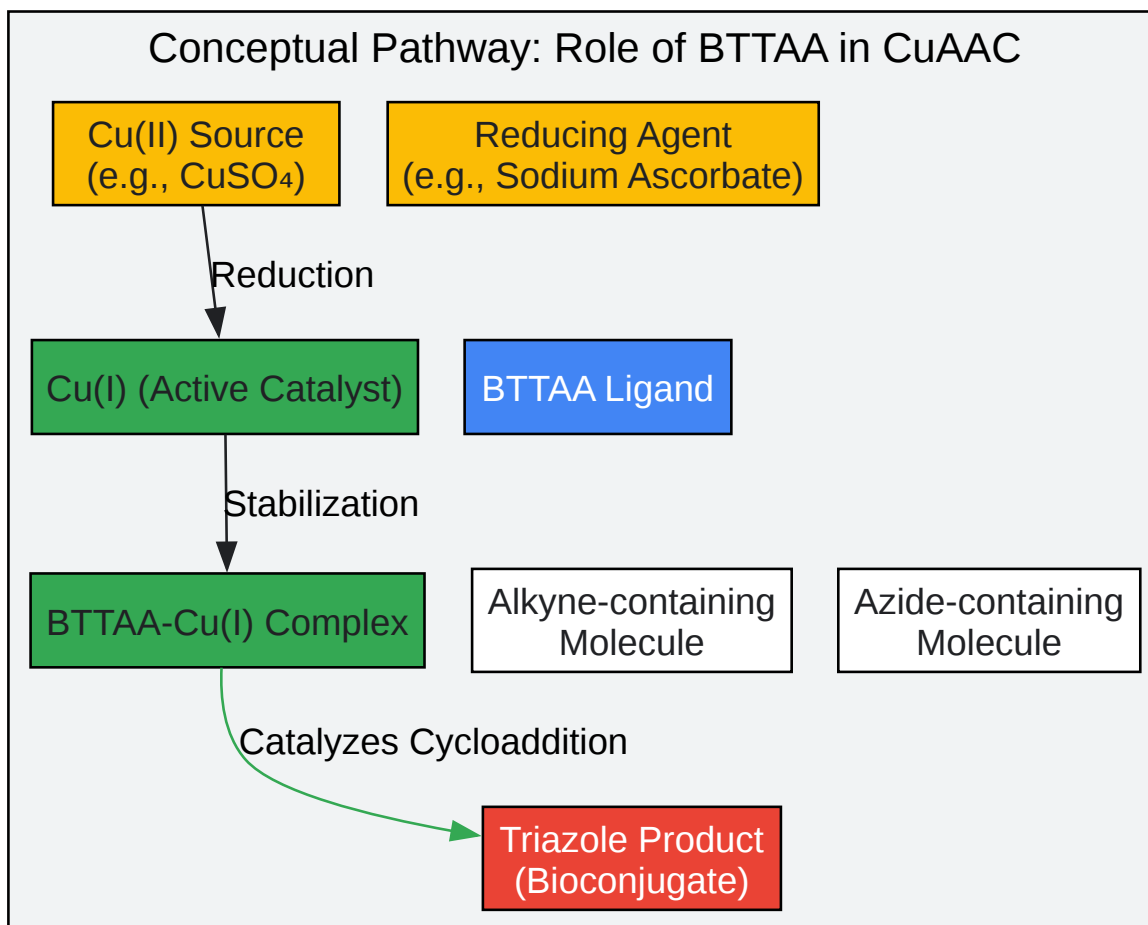 Conceptual Pathway: Role of BTTAA in CuAAC
Cu(II) Source
(e.g., CuSO₄)
Reducing Agent
(e.g., Sodium Ascorbate)
Reduction
Cu(I) (Active Catalyst)
BTTAA Ligand
Stabilization
BTTAA-Cu(I) Complex
Alkyne-containing
Molecule
Azide-containing
Molecule
Catalyzes Cycloaddition
Triazole Product
(Bioconjugate)